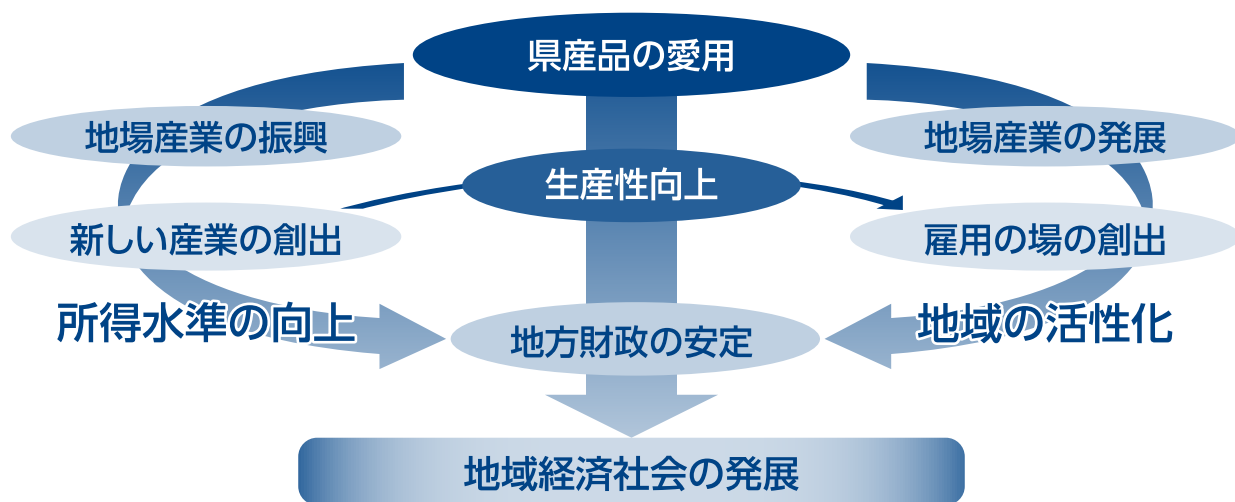 県産品の愛用
地場産業の振興
地場産業の発展
生産性向上
新しい産業の創出
雇用の場の創出
所得水準の向上
地域の活性化
地方財政の安定
地域経済社会の発展